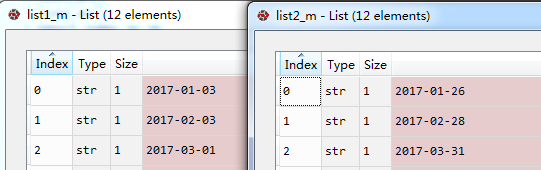 list1_m - List (12 elements)
Index Type Size
0 str 1 2017-01-03
1 str 1 2017-02-03
2 str 1 2017-03-01
list2_m - List (12 elements)
Index Type Size
0 str 1 2017-01-26
1 str 1 2017-02-28
2 str 1 2017-03-31